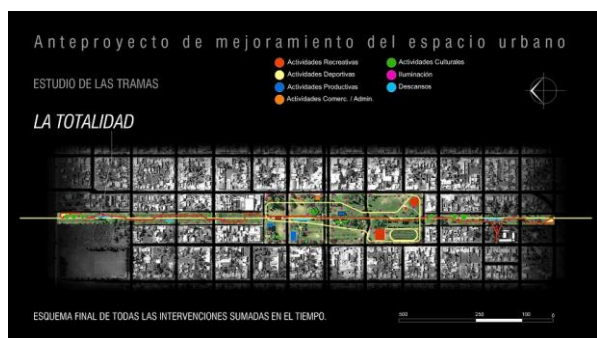 Anteproyecto de mejoramiento del espacio urbano
Actividades Recreativas
Actividades Deportivas
Actividades Productivas
Actividades Comerc. / Admin.
Actividades Culturales
Iluminación
Descansos
ESTUDIO DE LAS TRAMAS
LA TOTALIDAD
ESQUEMA FINAL DE TODAS LAS INTERVENCIONES SUMADAS EN EL TIEMPO.
500 250 100 0